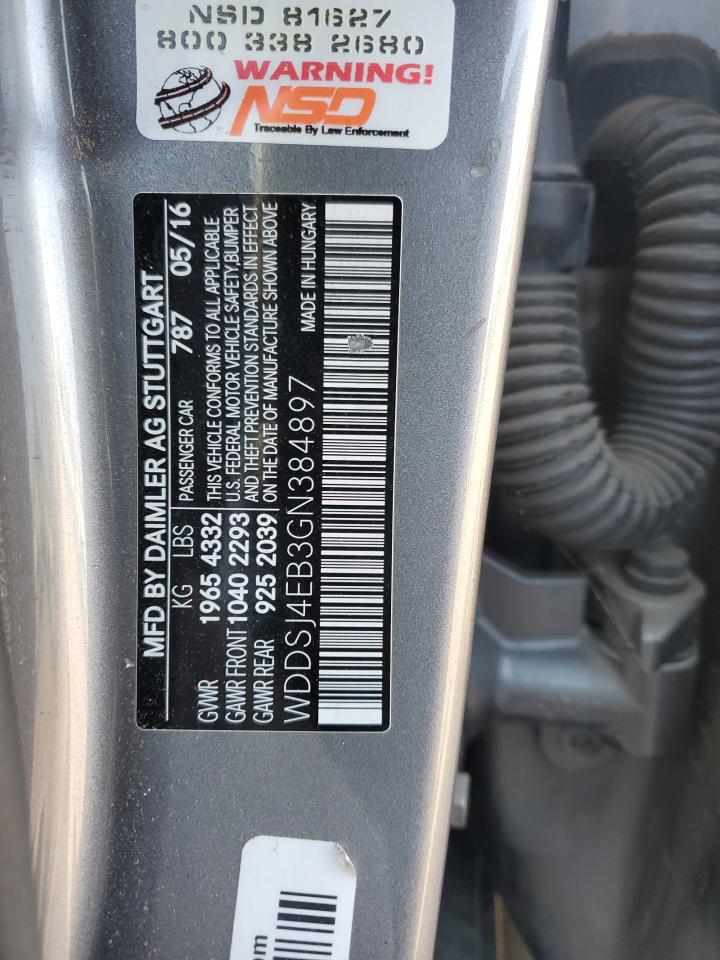 NSD 81627
800 338 2680
WARNING!
NSD
Traceable By Law Enforcement
MFD BY DAIMLER AG STUTTGART
KG LBS PASSENGER CAR 787 05/16
GVWR 1965 4332 THIS VEHICLE CONFORMS TO ALL APPLICABLE
GAWR FRONT 1040 2293 U.S. FEDERAL MOTOR VEHICLE SAFETY,BUMPER
AND THEFT PREVENTION STANDARDS IN EFFECT
GAWR REAR 925 2039 ON THE DATE OF MANUFACTURE SHOWN ABOVE
WDDSJ4EB3GN384897 MADE IN HUNGARY